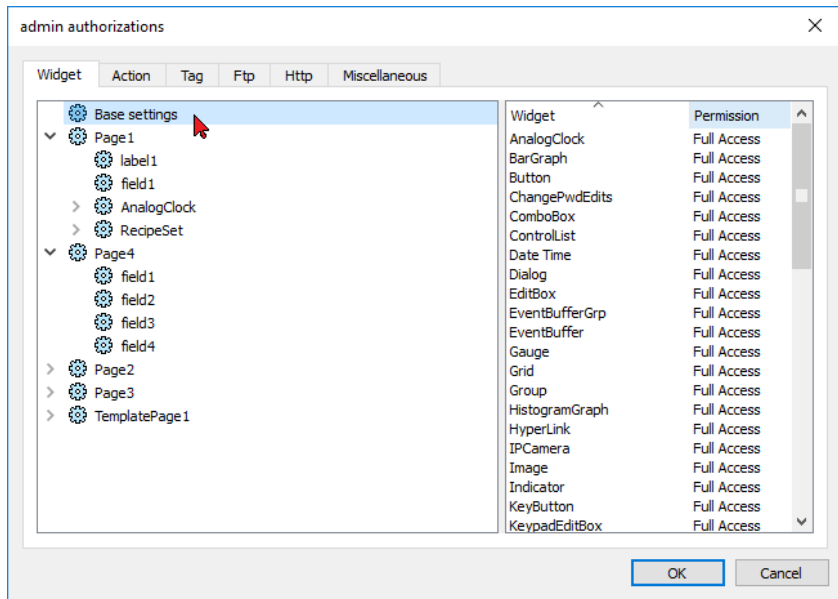 admin authorizations
Widget Action Tag Ftp Http Miscellaneous
Base settings
Page1
label1
field1
AnalogClock
RecipeSet
Page4
field1
field2
field3
field4
Page2
Page3
TemplatePage1
Widget Permission
AnalogClock Full Access
BarGraph Full Access
Button Full Access
ChangePwdEdits Full Access
ComboBox Full Access
ControlList Full Access
Date Time Full Access
Dialog Full Access
EditBox Full Access
EventBufferGrp Full Access
EventBuffer Full Access
Gauge Full Access
Grid Full Access
Group Full Access
HistogramGraph Full Access
HyperLink Full Access
IPCamera Full Access
Image Full Access
Indicator Full Access
KeyButton Full Access
KeypadEditBox Full Access
OK Cancel